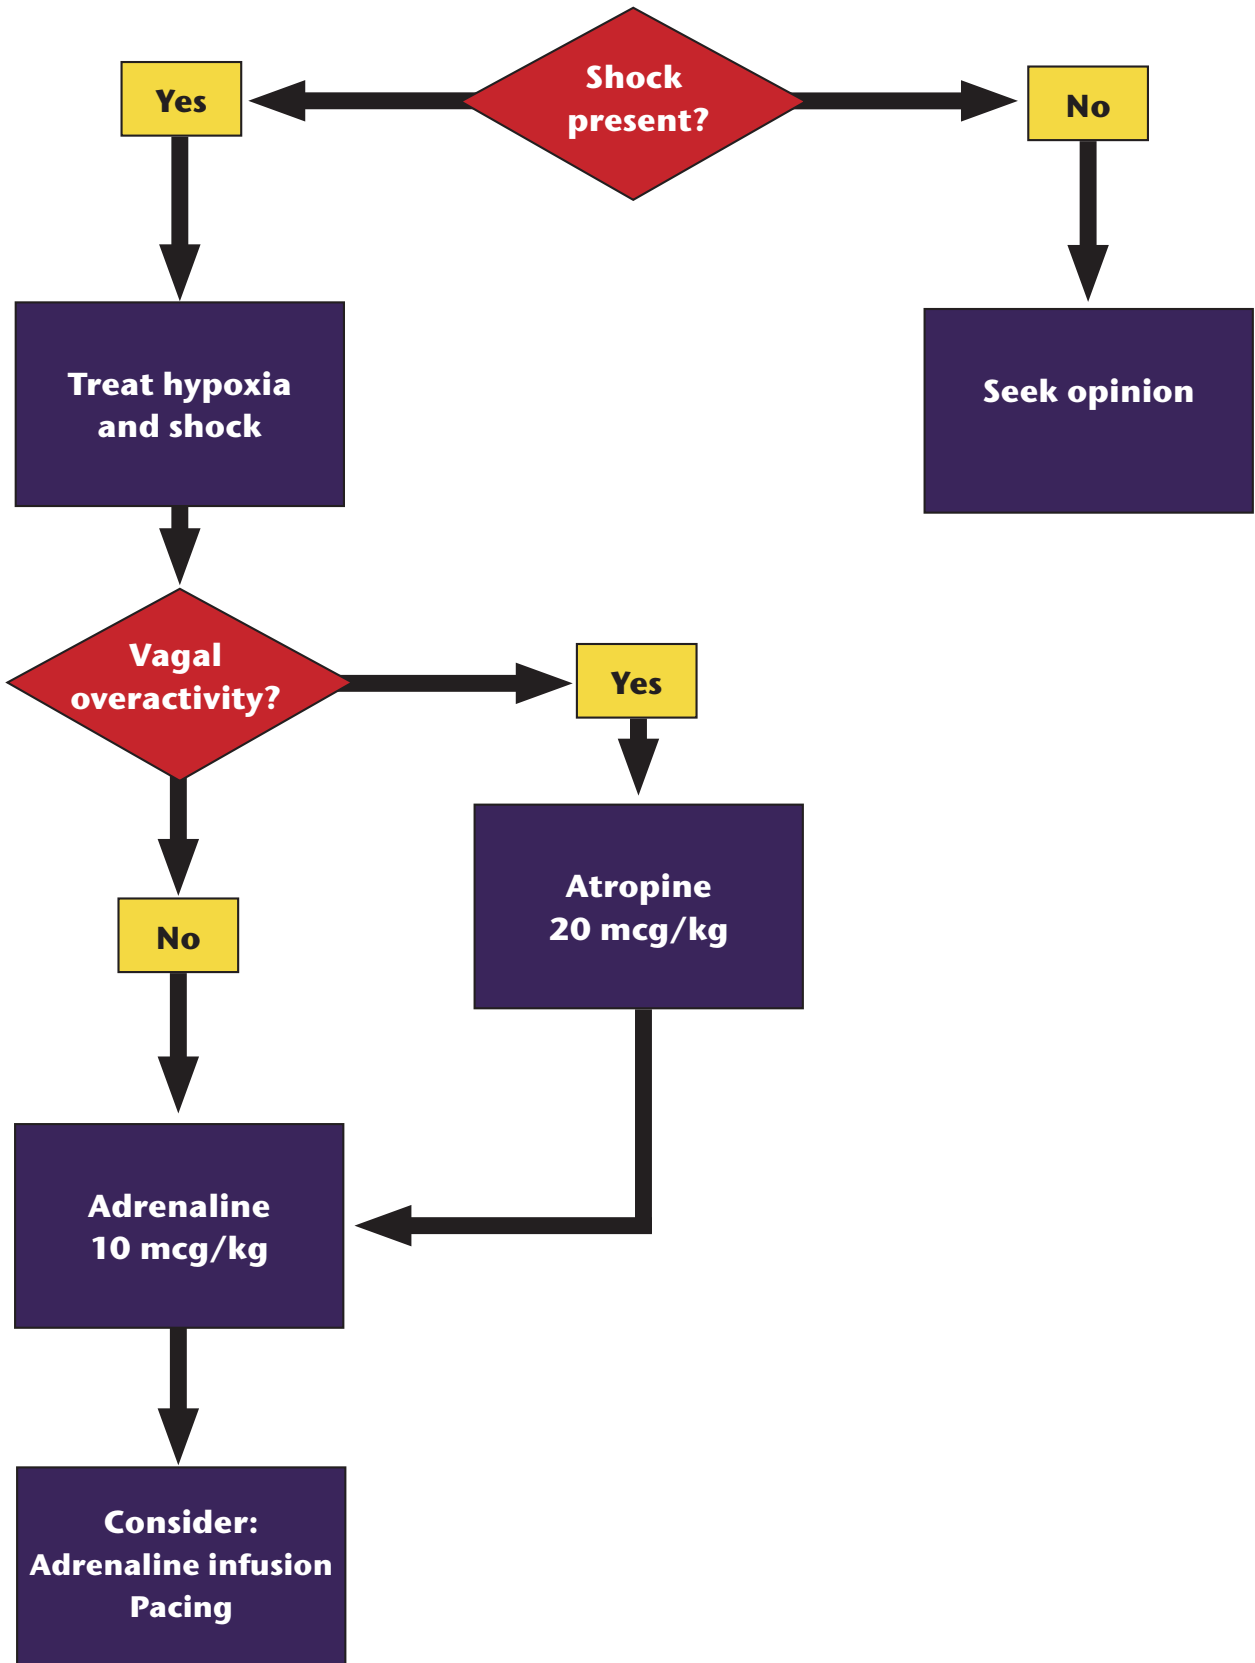 Shock
present?
Yes
No
Treat hypoxia
and shock
Seek opinion
Vagal
overactivity?
Yes
Atropine
20 mcg/kg
No
Adrenaline
10 mcg/kg
Consider:
Adrenaline infusion
Pacing